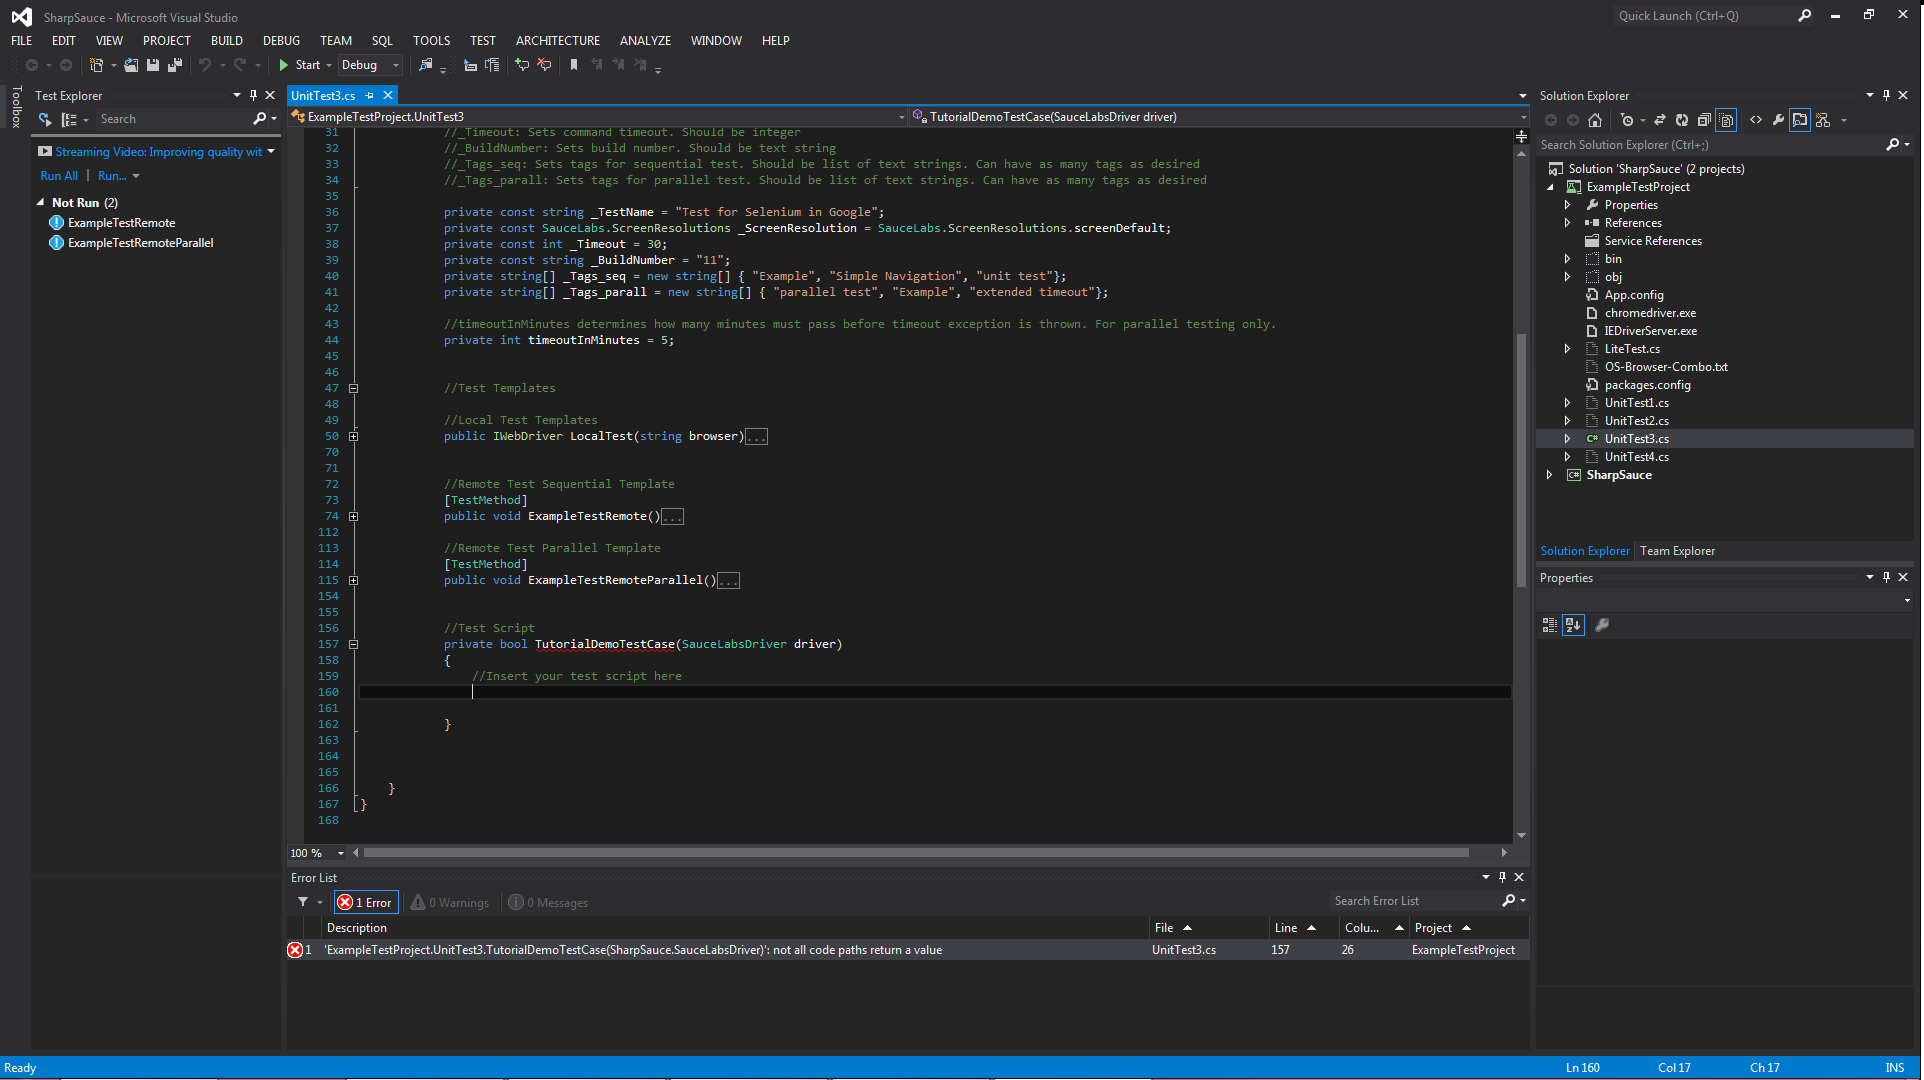 SharpSauce - Microsoft Visual Studio
Quick Launch (Ctrl+Q)
FILE EDIT VIEW PROJECT BUILD DEBUG TEAM SQL TOOLS TEST ARCHITECTURE ANALYZE WINDOW HELP
Start Debug
Toolbox
Test Explorer
Search
Streaming Video: Improving quality wit
Run All | Run...
Not Run (2)
ExampleTestRemote
ExampleTestRemoteParallel
UnitTest3.cs
ExampleTestProject.UnitTest3
TutorialDemoTestCase(SauceLabsDriver driver)
31 //_Timeout: Sets command timeout. Should be integer
32 //_BuildNumber: Sets build number. Should be text string
33 //_Tags_seq: Sets tags for sequential test. Should be list of text strings. Can have as many tags as desired
34 //_Tags_parall: Sets tags for parallel test. Should be list of text strings. Can have as many tags as desired
35
36 private const string _TestName = "Test for Selenium in Google";
37 private const SauceLabs.ScreenResolutions _ScreenResolution = SauceLabs.ScreenResolutions.screenDefault;
38 private const int _Timeout = 30;
39 private const string _BuildNumber = "11";
40 private string[] _Tags_seq = new string[] { "Example", "Simple Navigation", "unit test"};
41 private string[] _Tags_parall = new string[] { "parallel test", "Example", "extended timeout"};
42
43 //timeoutInMinutes determines how many minutes must pass before timeout exception is thrown. For parallel testing only.
44 private int timeoutInMinutes = 5;
45
46
47 //Test Templates
48
49 //Local Test Templates
50 public IWebDriver LocalTest(string browser)...
70
71
72 //Remote Test Sequential Template
73 [TestMethod]
74 public void ExampleTestRemote()...
112
113 //Remote Test Parallel Template
114 [TestMethod]
115 public void ExampleTestRemoteParallel()...
154
155
156 //Test Script
157 private bool TutorialDemoTestCase(SauceLabsDriver driver)
158 {
159 //Insert your test script here
160
161
162 }
163
164
165
166 }
167 }
168
100 %
Error List
1 Error 0 Warnings 0 Messages
Search Error List
Description File Line Colu... Project
1 'ExampleTestProject.UnitTest3.TutorialDemoTestCase(SharpSauce.SauceLabsDriver)': not all code paths return a value UnitTest3.cs 157 26 ExampleTestProject
Solution Explorer
Search Solution Explorer (Ctrl+;)
Solution 'SharpSauce' (2 projects)
ExampleTestProject
Properties
References
Service References
bin
obj
App.config
chromedriver.exe
IEDriverServer.exe
LiteTest.cs
OS-Browser-Combo.txt
packages.config
UnitTest1.cs
UnitTest2.cs
C# UnitTest3.cs
UnitTest4.cs
C# SharpSauce
Solution Explorer Team Explorer
Properties
Ready Ln 160 Col 17 Ch 17 INS